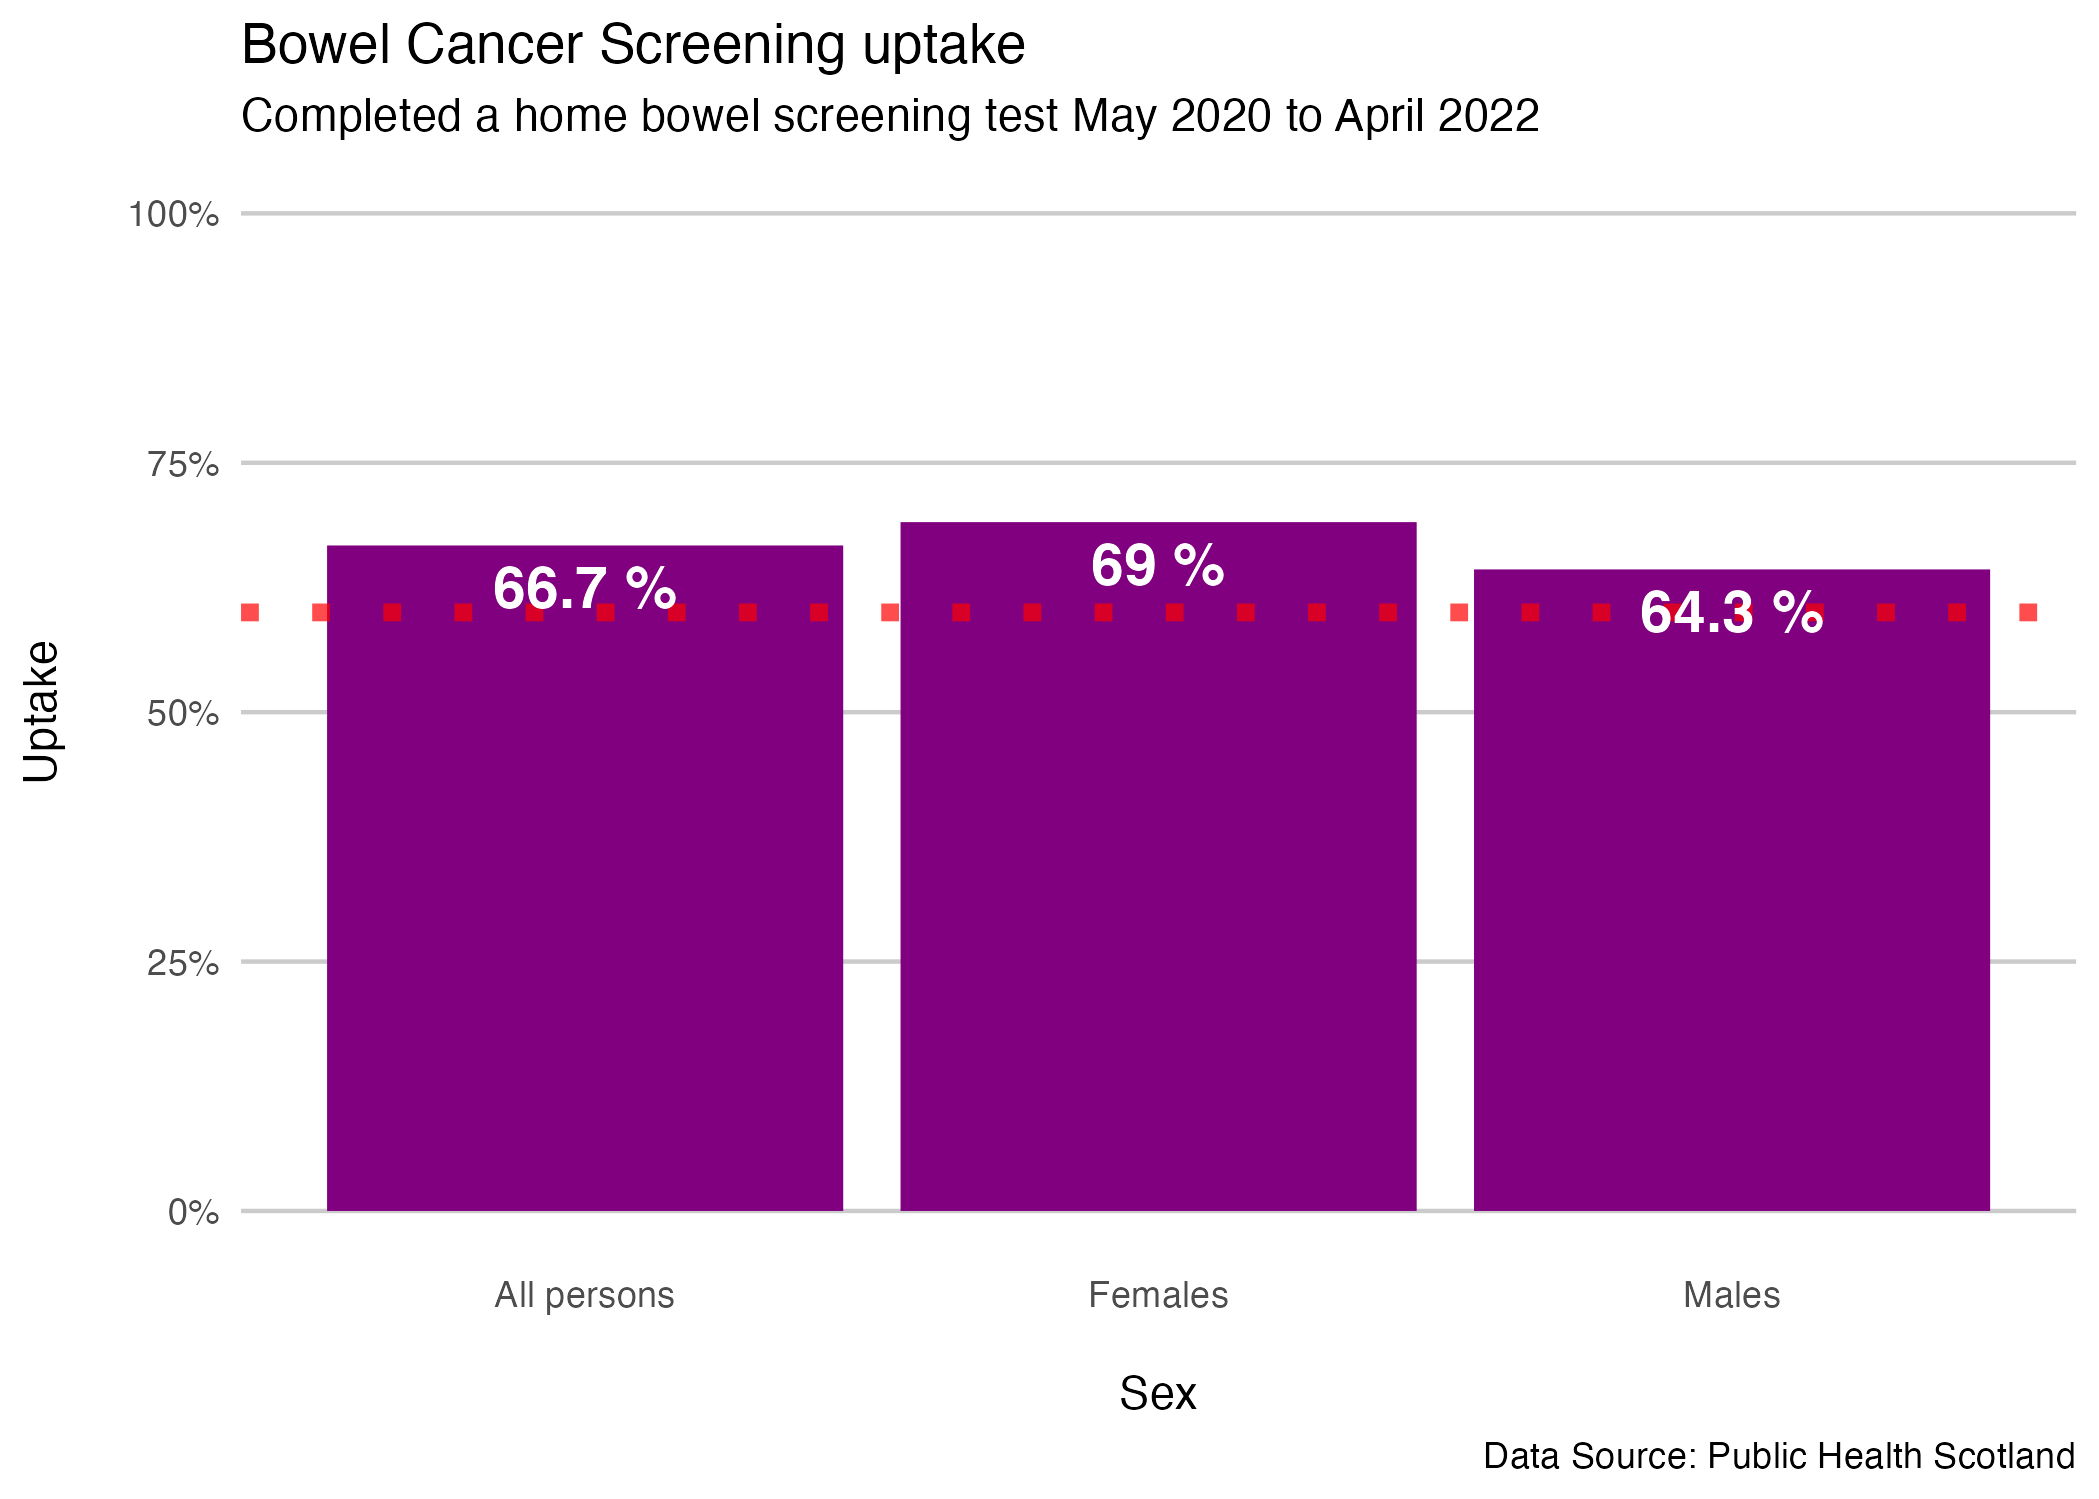 Bowel Cancer Screening uptake
Completed a home bowel screening test May 2020 to April 2022
100%
75%
50%
25%
0%
Uptake
66.7 %
69 %
64.3 %
All persons
Females
Males
Sex
Data Source: Public Health Scotland